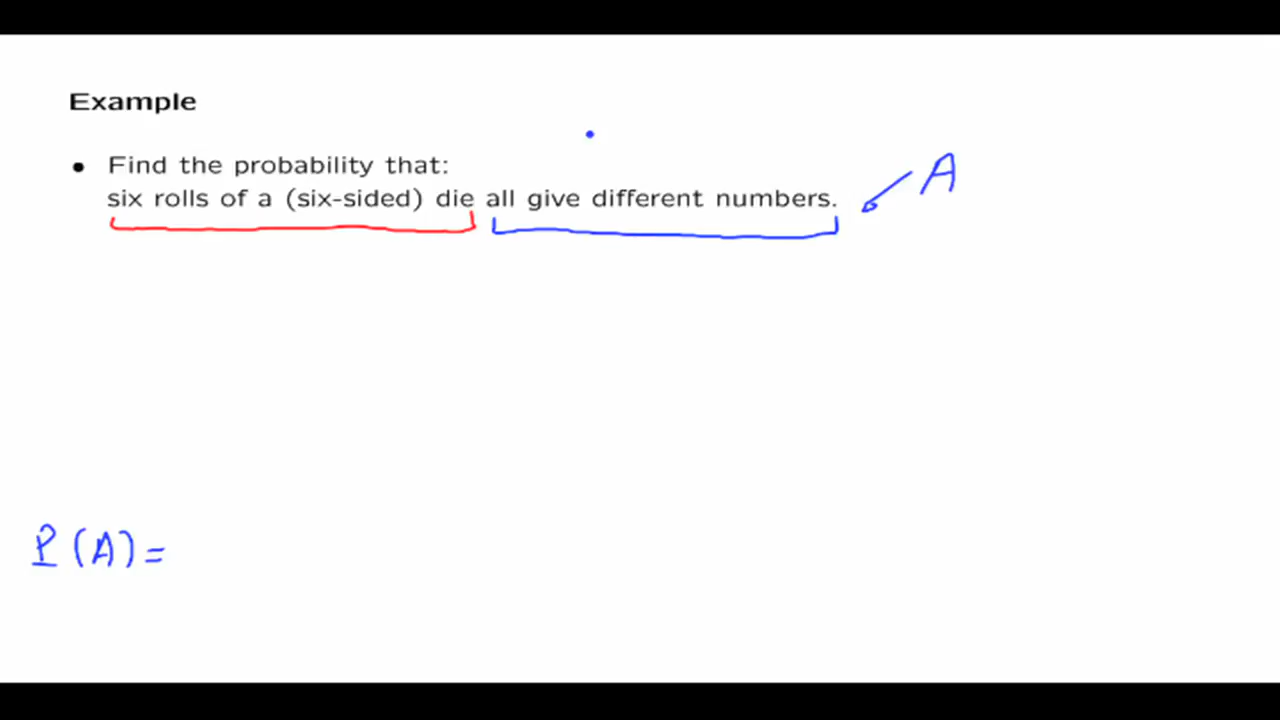 Example
• Find the probability that:
six rolls of a (six-sided) die all give different numbers.
A
P(A)=